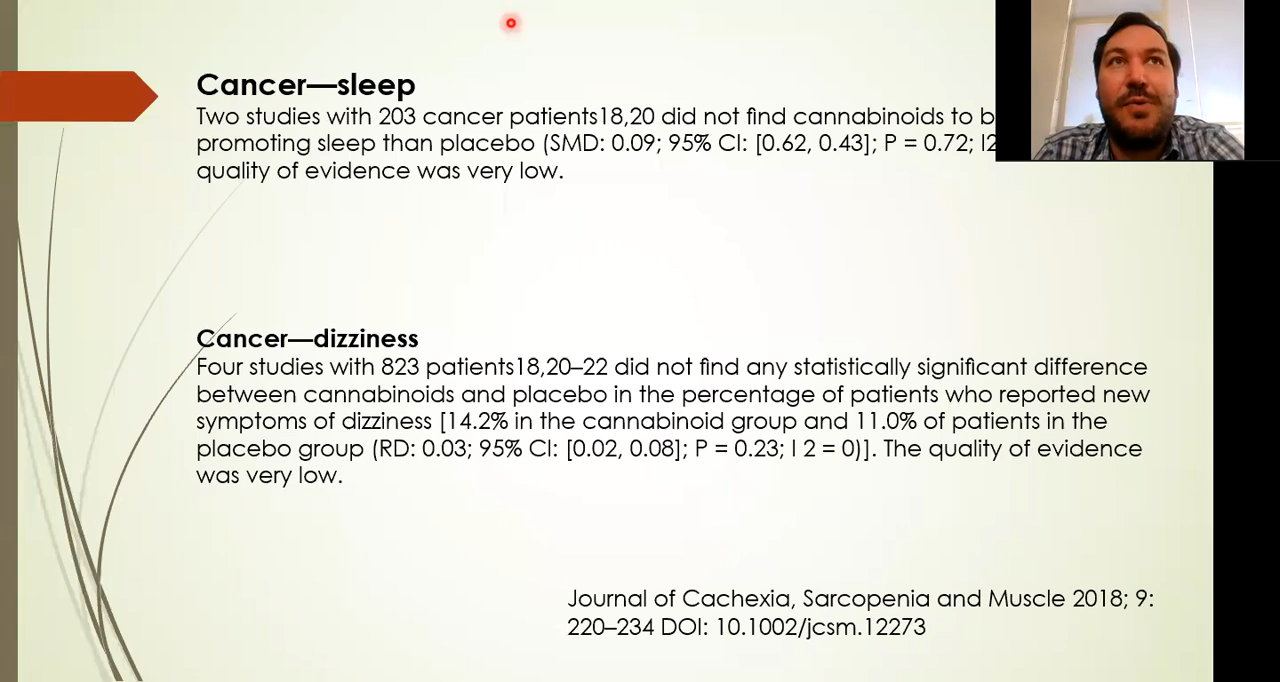 Cancer—sleep
Two studies with 203 cancer patients18,20 did not find cannabinoids to
promoting sleep than placebo (SMD: 0.09; 95% CI: [0.62, 0.43]; P = 0.72; I2
quality of evidence was very low.
Cancer—dizziness
Four studies with 823 patients18,20–22 did not find any statistically significant difference
between cannabinoids and placebo in the percentage of patients who reported new
symptoms of dizziness [14.2% in the cannabinoid group and 11.0% of patients in the
placebo group (RD: 0.03; 95% CI: [0.02, 0.08]; P = 0.23; I 2 = 0)]. The quality of evidence
was very low.
Journal of Cachexia, Sarcopenia and Muscle 2018; 9:
220–234 DOI: 10.1002/jcsm.12273